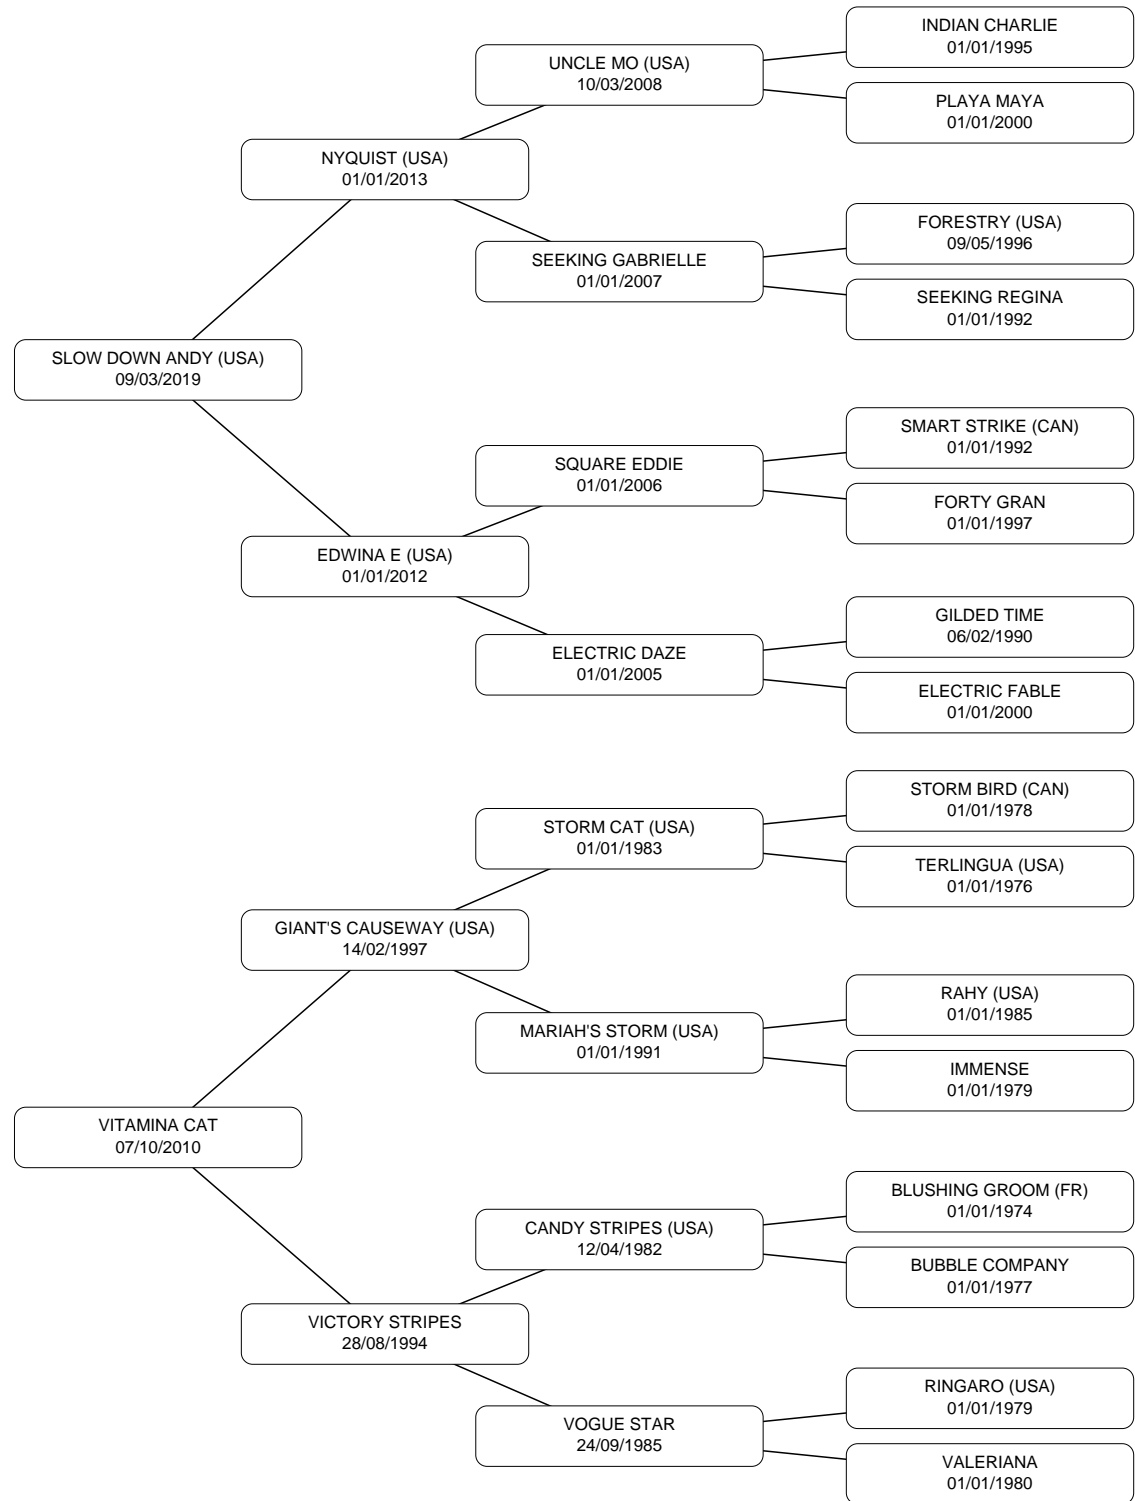 INDIAN CHARLIE
01/01/1995
UNCLE MO (USA)
10/03/2008
PLAYA MAYA
01/01/2000
NYQUIST (USA)
01/01/2013
FORESTRY (USA)
09/05/1996
SEEKING GABRIELLE
01/01/2007
SEEKING REGINA
01/01/1992
SLOW DOWN ANDY (USA)
09/03/2019
SMART STRIKE (CAN)
01/01/1992
SQUARE EDDIE
01/01/2006
FORTY GRAN
01/01/1997
EDWINA E (USA)
01/01/2012
GILDED TIME
06/02/1990
ELECTRIC DAZE
01/01/2005
ELECTRIC FABLE
01/01/2000
STORM BIRD (CAN)
01/01/1978
STORM CAT (USA)
01/01/1983
TERLINGUA (USA)
01/01/1976
GIANT'S CAUSEWAY (USA)
14/02/1997
RAHY (USA)
01/01/1985
MARIAH'S STORM (USA)
01/01/1991
IMMENSE
01/01/1979
VITAMINA CAT
07/10/2010
BLUSHING GROOM (FR)
01/01/1974
CANDY STRIPES (USA)
12/04/1982
BUBBLE COMPANY
01/01/1977
VICTORY STRIPES
28/08/1994
RINGARO (USA)
01/01/1979
VOGUE STAR
24/09/1985
VALERIANA
01/01/1980